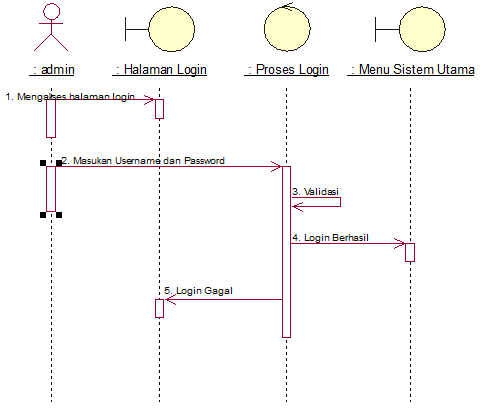 : admin
: Halaman Login
: Proses Login
: Menu Sistem Utama
1. Mengakses halaman login
2. Masukan Username dan Password
3. Validasi
4. Login Berhasil
5. Login Gagal